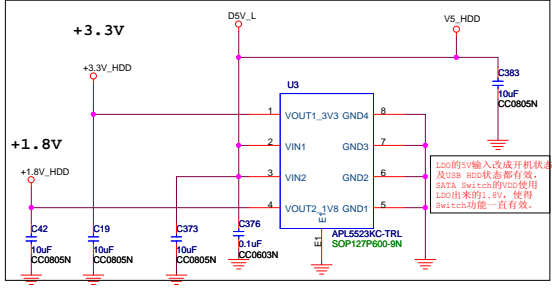 +3.3V
D5V_L
V5_HDD
+3.3V_HDD
C383
10uF
CC0805N
U3
1 VOUT1_3V3 GND4 8
2 VIN1 GND3 7
3 VIN2 GND2 6
4 VOUT2_1V8 GND1 5
E1
E1
APL5523KC-TRL
SOP127P600-9N
+1.8V
+1.8V_HDD
LDO的5V输入改成开机状态
及USB HDD状态都有效,
SATA Switch的VDD使用
LDO出来的1.8V, 使得
Switch功能一直有效。
C42
10uF
CC0805N
C19
10uF
CC0805N
C373
10uF
CC0805N
C376
0.1uF
CC0603N